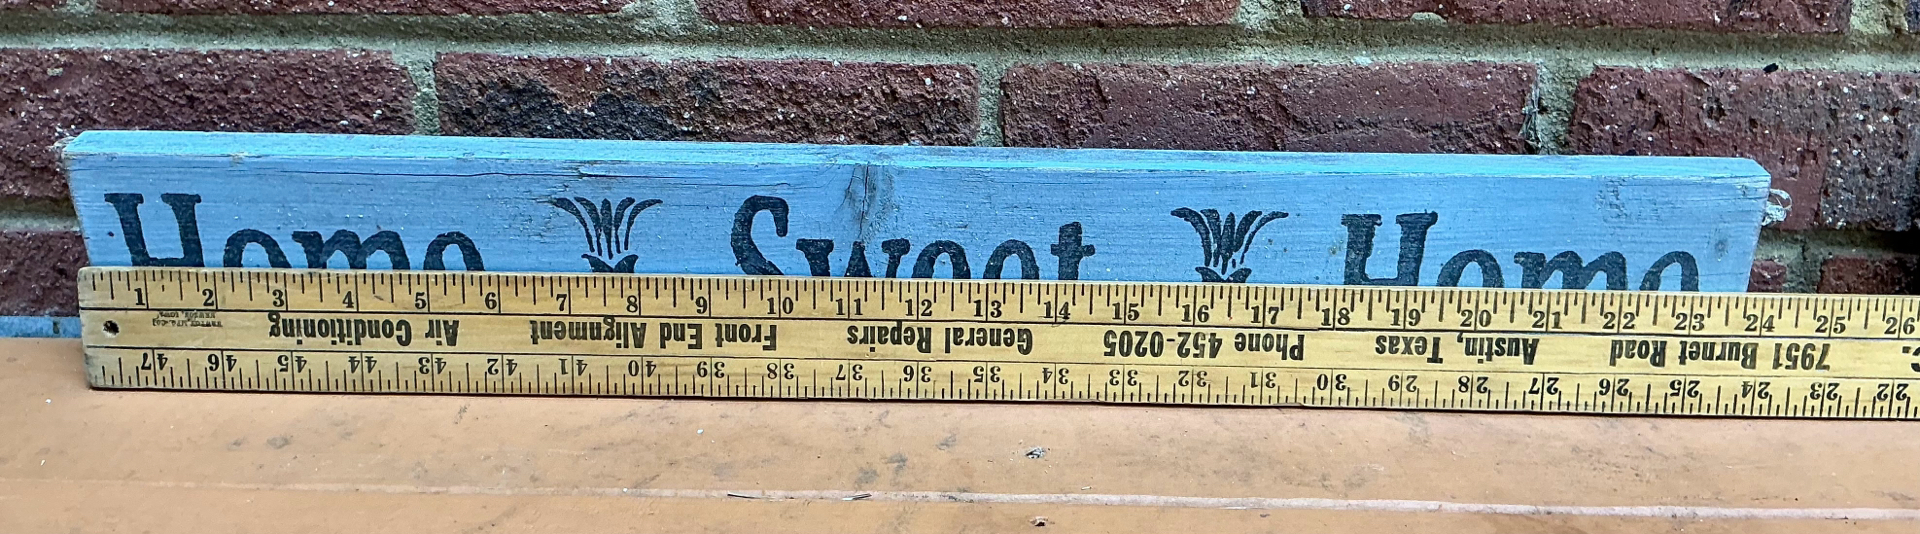 Home Sweet Home
1 2 3 4 5 6 7 8 9 10 11 12 13 14 15 16 17 18 19 20 21 22 23 24 25 26
7951 Burnet Road Austin, Texas Phone 452-0205 General Repairs Front End Alignment Air Conditioning
22 23 24 25 26 27 28 29 30 31 32 33 34 35 36 37 38 39 40 41 42 43 44 45 46 47